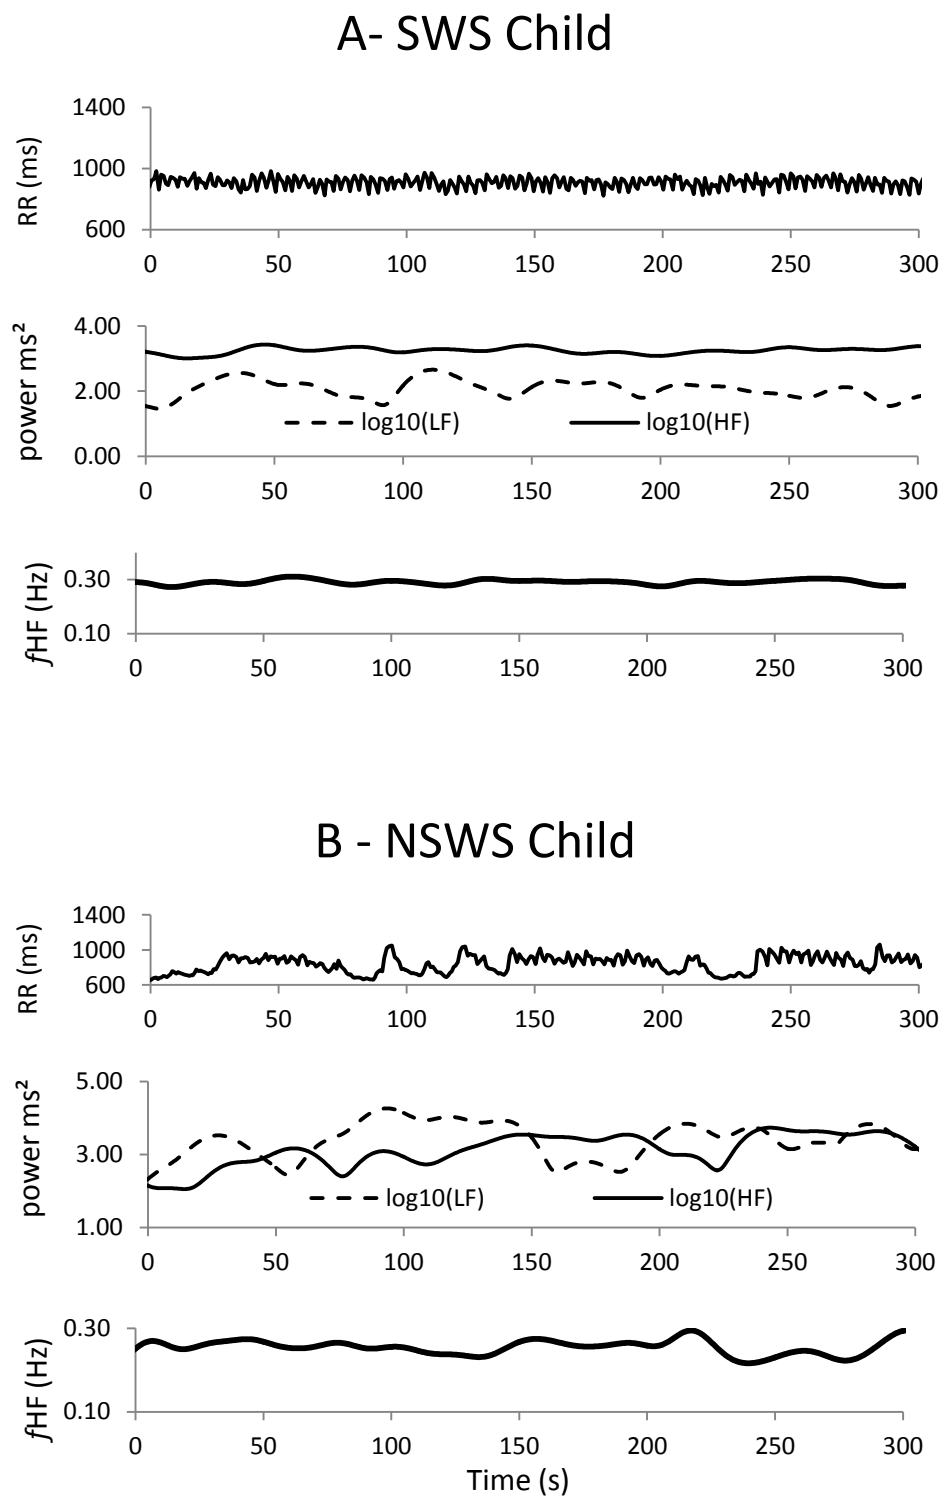 A- SWS Child
RR (ms)
1400
1000
600
0 50 100 150 200 250 300
power ms²
4.00
2.00
0.00
log10(LF) log10(HF)
0 50 100 150 200 250 300
fHF (Hz)
0.30
0.10
0 50 100 150 200 250 300
B - NSWS Child
RR (ms)
1400
1000
600
0 50 100 150 200 250 300
power ms²
5.00
3.00
1.00
log10(LF) log10(HF)
0 50 100 150 200 250 300
fHF (Hz)
0.30
0.10
0 50 100 150 200 250 300
Time (s)